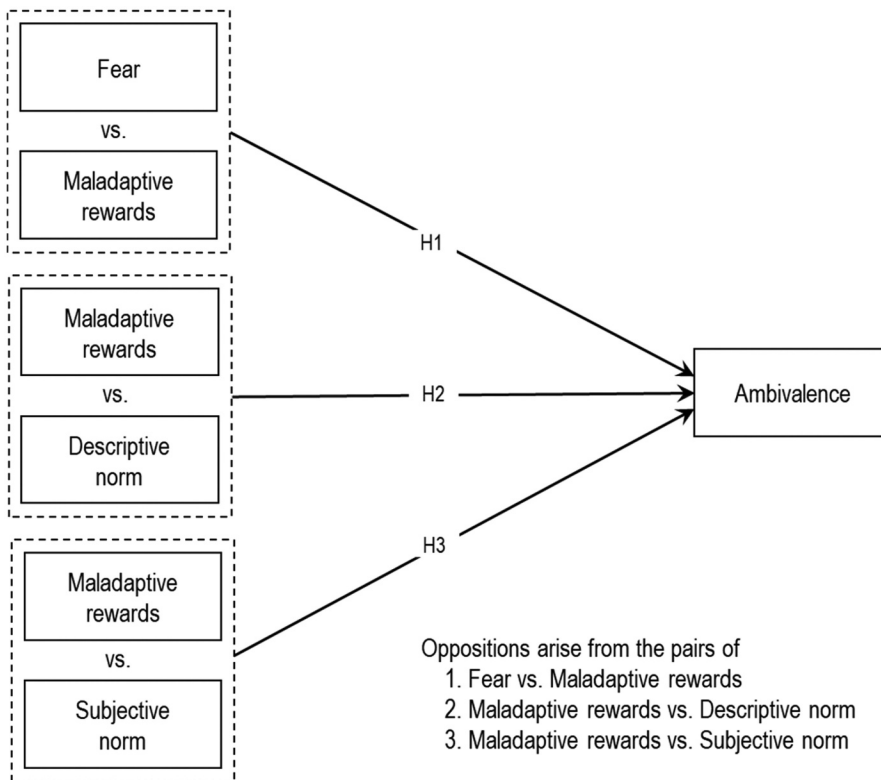 Fear
vs.
Maladaptive
rewards
H1
Maladaptive
rewards
vs.
Descriptive
norm
H2
Ambivalence
H3
Maladaptive
rewards
vs.
Subjective
norm
Oppositions arise from the pairs of
1. Fear vs. Maladaptive rewards
2. Maladaptive rewards vs. Descriptive norm
3. Maladaptive rewards vs. Subjective norm